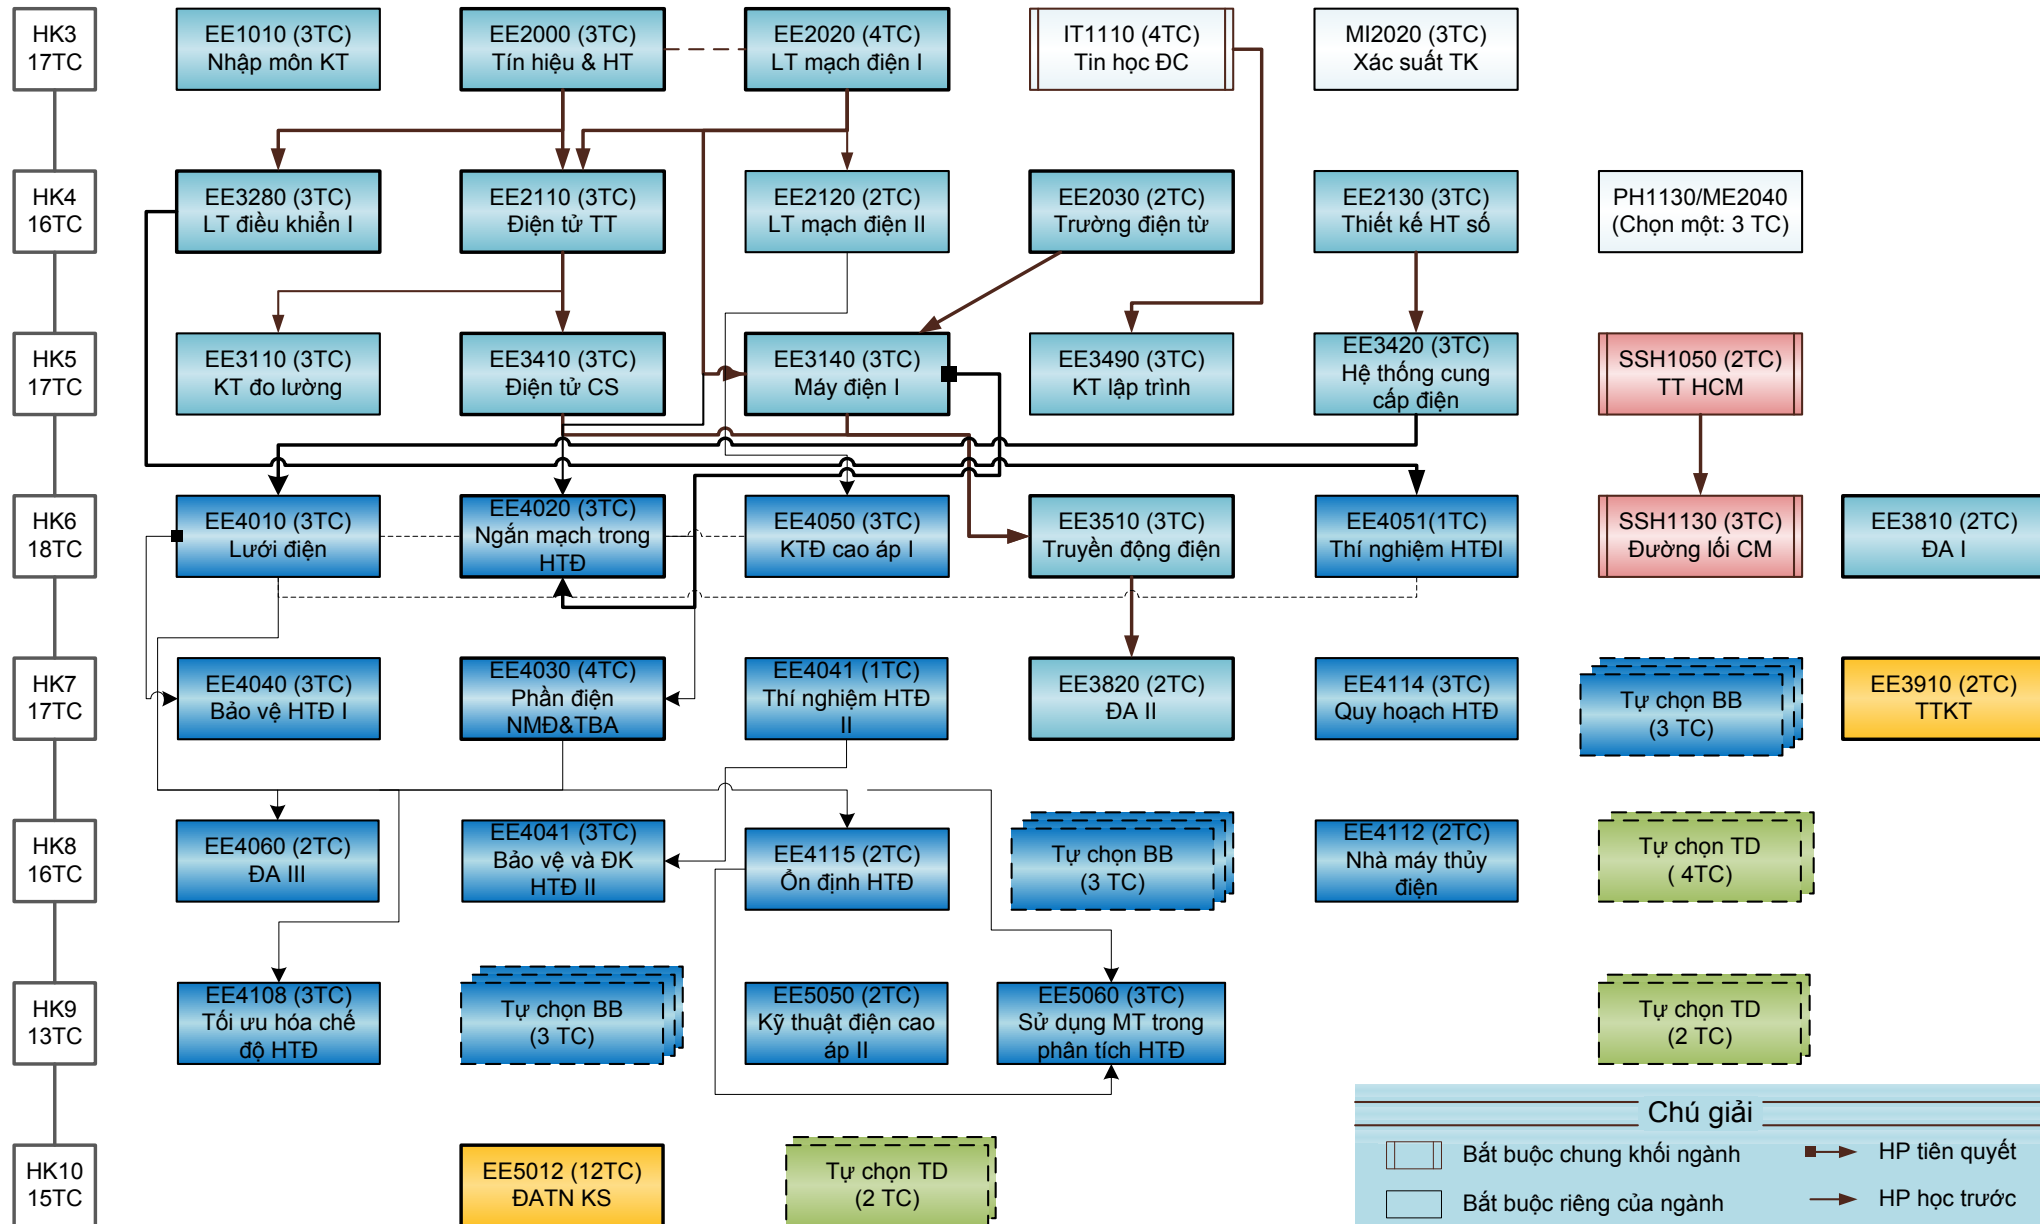 HK3
17TC
EE1010 (3TC)
Nhập môn KT
EE2000 (3TC)
Tín hiệu & HT
EE2020 (4TC)
LT mạch điện I
IT1110 (4TC)
Tin học ĐC
MI2020 (3TC)
Xác suất TK
HK4
16TC
EE3280 (3TC)
LT điều khiển I
EE2110 (3TC)
Điện tử TT
EE2120 (2TC)
LT mạch điện II
EE2030 (2TC)
Trường điện từ
EE2130 (3TC)
Thiết kế HT số
PH1130/ME2040
(Chọn một: 3 TC)
HK5
17TC
EE3110 (3TC)
KT đo lường
EE3410 (3TC)
Điện tử CS
EE3140 (3TC)
Máy điện I
EE3490 (3TC)
KT lập trình
EE3420 (3TC)
Hệ thống cung
cấp điện
SSH1050 (2TC)
TT HCM
HK6
18TC
EE4010 (3TC)
Lưới điện
EE4020 (3TC)
Ngắn mạch trong
HTĐ
EE4050 (3TC)
KTĐ cao áp I
EE3510 (3TC)
Truyền động điện
EE4051(1TC)
Thí nghiệm HTĐI
SSH1130 (3TC)
Đường lối CM
EE3810 (2TC)
ĐA I
HK7
17TC
EE4040 (3TC)
Bảo vệ HTĐ I
EE4030 (4TC)
Phần điện
NMĐ&TBA
EE4041 (1TC)
Thí nghiệm HTĐ
II
EE3820 (2TC)
ĐA II
EE4114 (3TC)
Quy hoạch HTĐ
Tự chọn BB
(3 TC)
EE3910 (2TC)
TTKT
HK8
16TC
EE4060 (2TC)
ĐA III
EE4041 (3TC)
Bảo vệ và ĐK
HTĐ II
EE4115 (2TC)
Ổn định HTĐ
Tự chọn BB
(3 TC)
EE4112 (2TC)
Nhà máy thủy
điện
Tự chọn TD
( 4TC)
HK9
13TC
EE4108 (3TC)
Tối ưu hóa chế
độ HTĐ
Tự chọn BB
(3 TC)
EE5050 (2TC)
Kỹ thuật điện cao
áp II
EE5060 (3TC)
Sử dụng MT trong
phân tích HTĐ
Tự chọn TD
(2 TC)
HK10
15TC
EE5012 (12TC)
ĐATN KS
Tự chọn TD
(2 TC)
Chú giải
Bắt buộc chung khối ngành
HP tiên quyết
Bắt buộc riêng của ngành
HP học trước